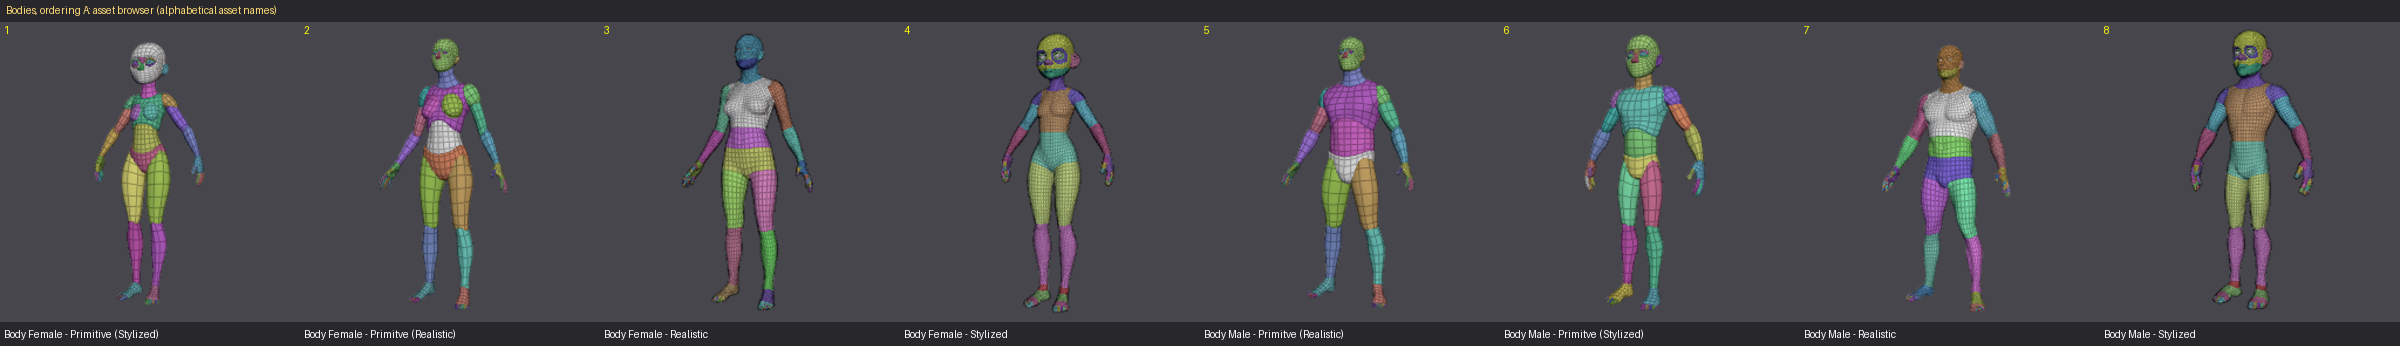 Bodies, ordering A: asset browser (alphabetical asset names)
1 2 3 4 5 6 7 8
Body Female - Primitive (Stylized) Body Female - Primitve (Realistic) Body Female - Realistic Body Female - Stylized Body Male - Primitve (Realistic) Body Male - Primitve (Stylized) Body Male - Realistic Body Male - Stylized